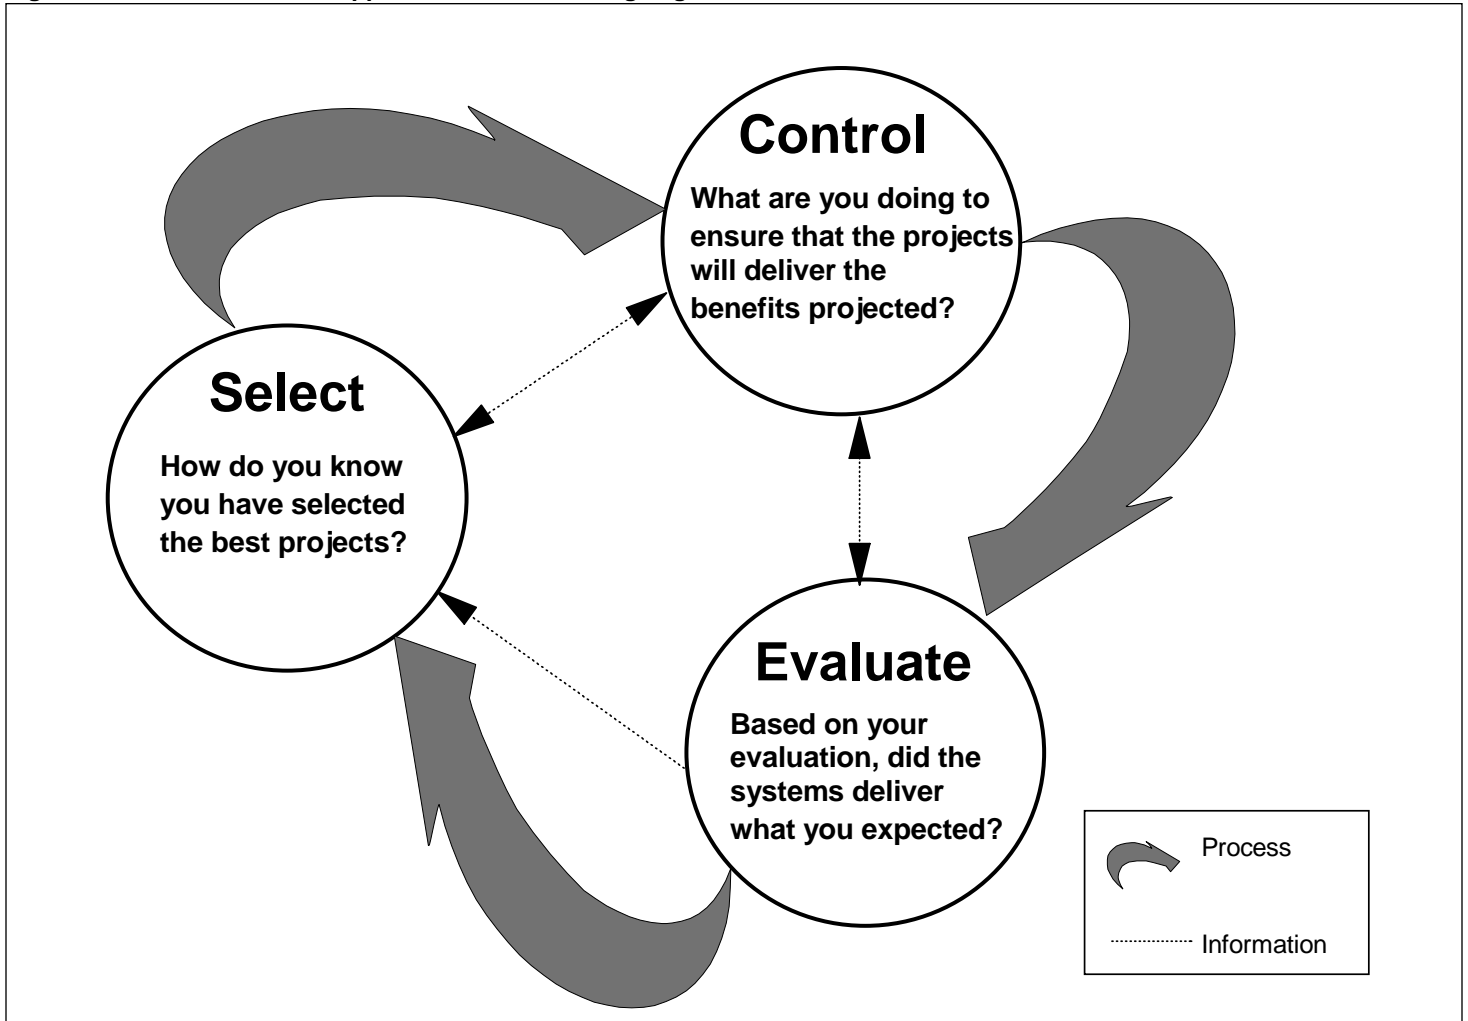 Control
What are you doing to
ensure that the projects
will deliver the
benefits projected?
Select
How do you know
you have selected
the best projects?
Evaluate
Based on your
evaluation, did the
systems deliver
what you expected?
Process
Information